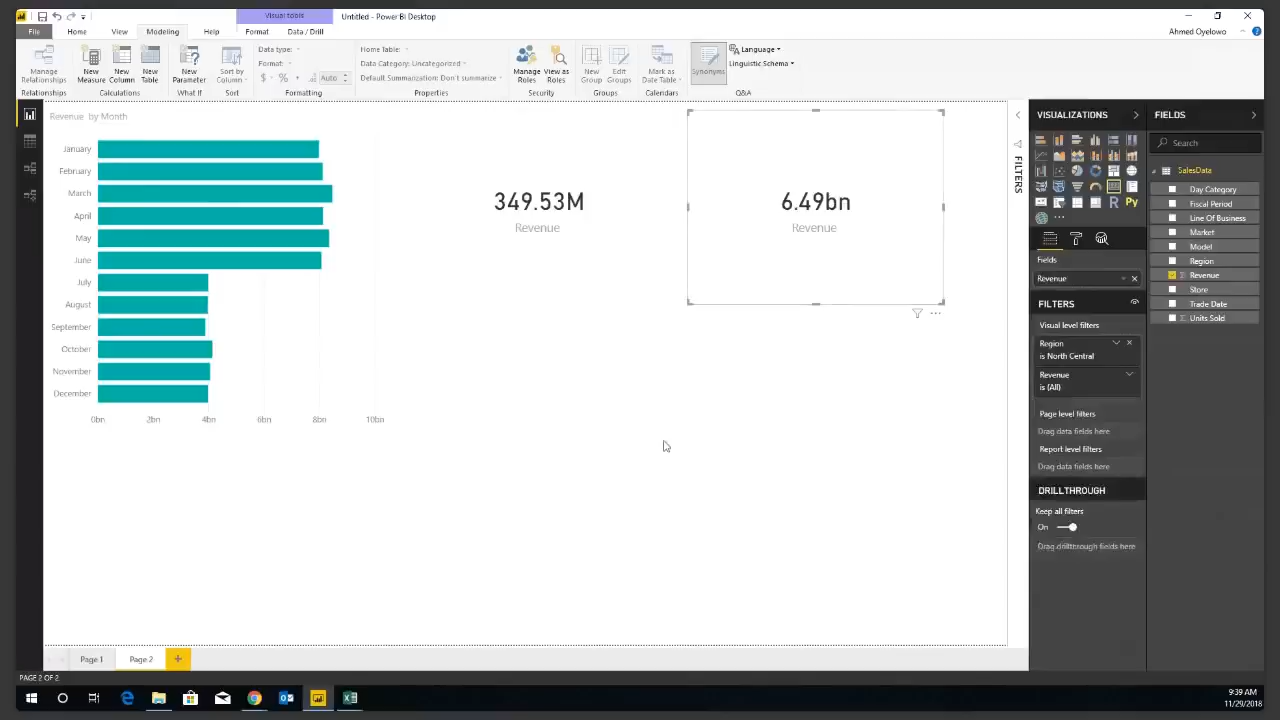 Visual tools
Untitled - Power BI Desktop
File
Home
View
Modeling
Help
Format
Data / Drill
Ahmed Oyelowo
Manage
Relationships
New
Measure
New
Column
New
Table
New
Parameter
Sort by
Column
Data type:
Format:
$ % , Auto
Home Table:
Data Category: Uncategorized
Default Summarization: Don't summarize
Manage
Roles
View as
Roles
New
Group
Edit
Groups
Mark as
Date Table
Synonyms
Language
Linguistic Schema
Relationships
Calculations
What If
Sort
Formatting
Properties
Security
Groups
Calendars
Q&A
Revenue by Month
January
February
March
April
May
June
July
August
September
October
November
December
0bn 2bn 4bn 6bn 8bn 10bn
349.53M
Revenue
6.49bn
Revenue
FILTERS
VISUALIZATIONS
R Py
Fields
Revenue
FILTERS
Visual level filters
Region
is North Central
Revenue
is (All)
Page level filters
Drag data fields here
Report level filters
Drag data fields here
DRILLTHROUGH
Keep all filters
On
Drag drillthrough fields here
FIELDS
Search
SalesData
Day Category
Fiscal Period
Line Of Business
Market
Model
Region
Σ Revenue
Store
Trade Date
Σ Units Sold
Page 1
Page 2
PAGE 2 OF 2
9:39 AM
11/29/2018